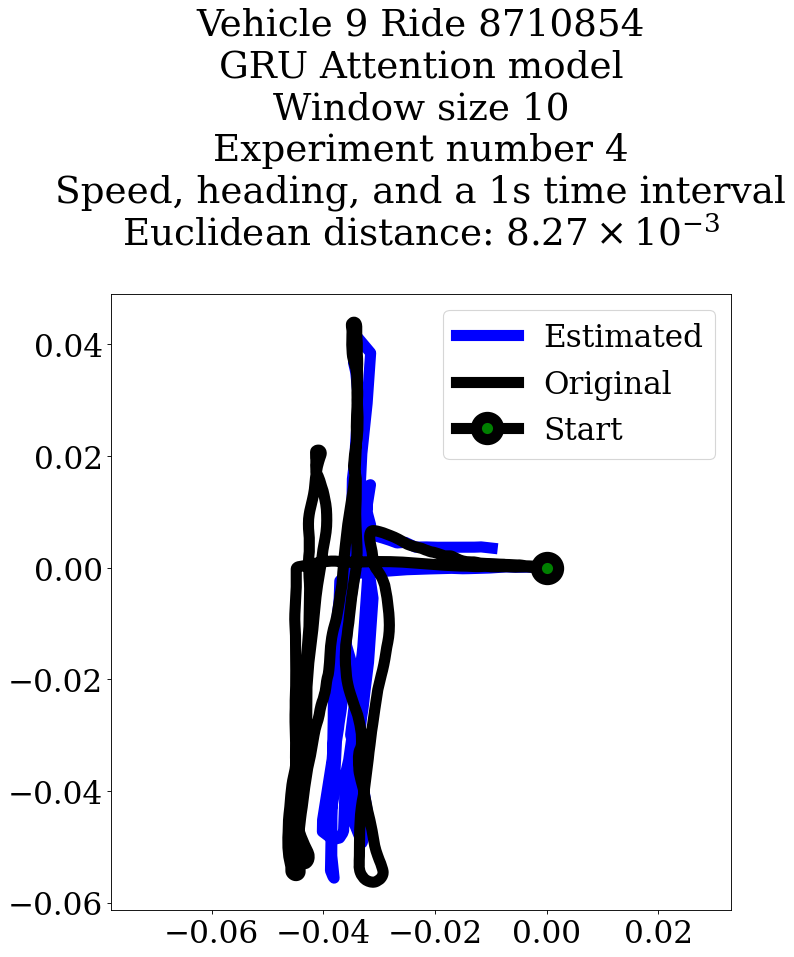 Vehicle 9 Ride 8710854
GRU Attention model
Window size 10
Experiment number 4
Speed, heading, and a 1s time interval
Euclidean distance: 8.27 × 10⁻³
Estimated
Original
Start
0.04
0.02
0.00
−0.02
−0.04
−0.06
−0.06 −0.04 −0.02 0.00 0.02